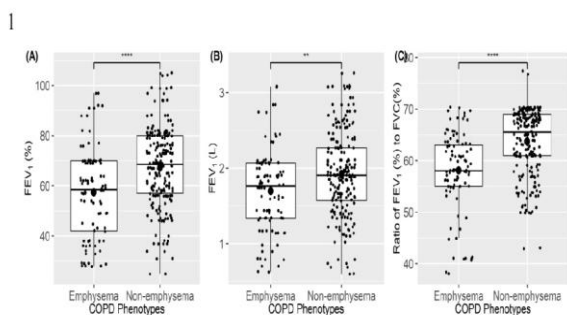 1
(A)
(B)
(C)
****
**
****
FEV1 (%)
100
80
60
40
FEV1 (L)
3
2
1
Ratio of FEV1 (%) to FVC(%)
80
70
60
50
40
Emphysema Non-emphysema
COPD Phenotypes
Emphysema Non-emphysema
COPD Phenotypes
Emphysema Non-emphysema
COPD Phenotypes